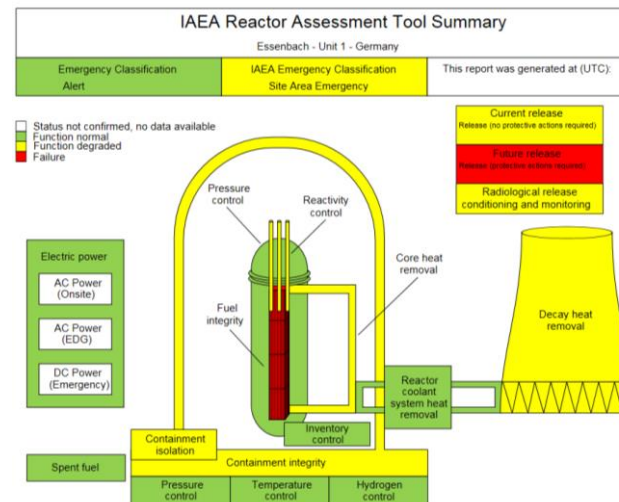 IAEA Reactor Assessment Tool Summary
Essenbach - Unit 1 - Germany
Emergency Classification
Alert
IAEA Emergency Classification
Site Area Emergency
This report was generated at (UTC):
Status not confirmed, no data available
Function normal
Function degraded
Failure
Current release
Release (no protective actions required)
Future release
Release (protective actions required)
Radiological release
conditioning and monitoring
Pressure
control
Reactivity
control
Electric power
AC Power
(Onsite)
AC Power
(EDG)
DC Power
(Emergency)
Core heat
removal
Fuel
integrity
Decay heat
removal
Reactor
coolant
system heat
removal
Inventory
control
Containment
isolation
Containment integrity
Spent fuel
Pressure
control
Temperature
control
Hydrogen
control